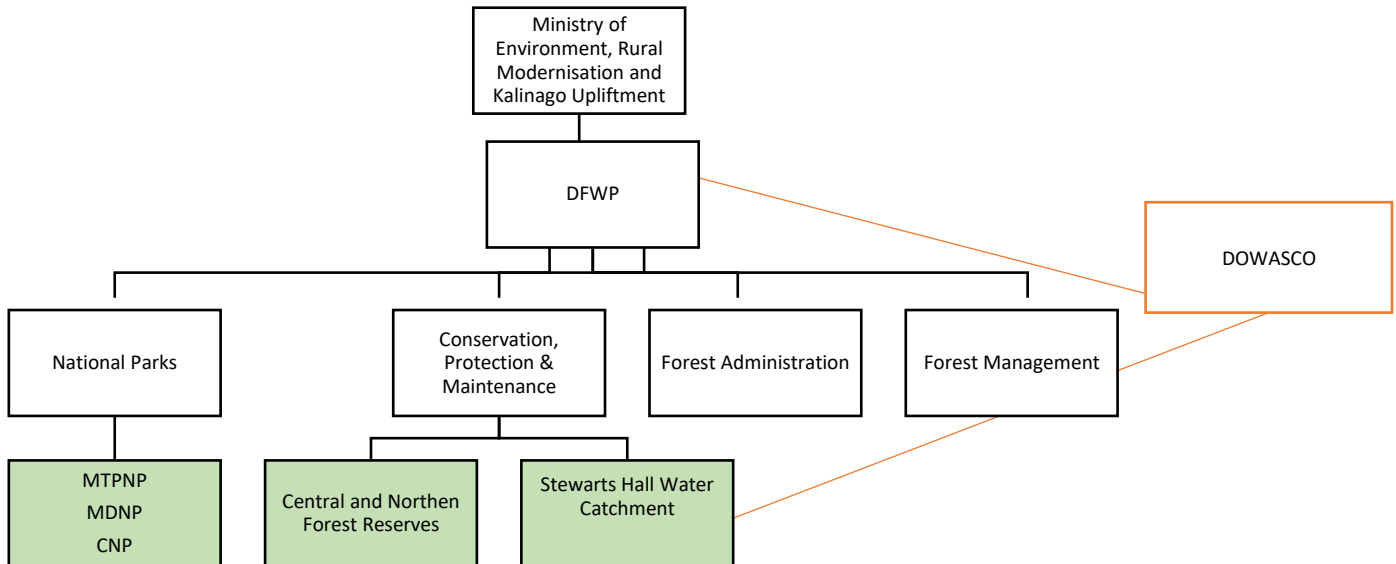 Ministry of
Environment, Rural
Modernisation and
Kalinago Upliftment
DFWP
DOWASCO
National Parks
Conservation,
Protection &
Maintenance
Forest Administration
Forest Management
MTPNP
MDNP
CNP
Central and Northen
Forest Reserves
Stewarts Hall Water
Catchment